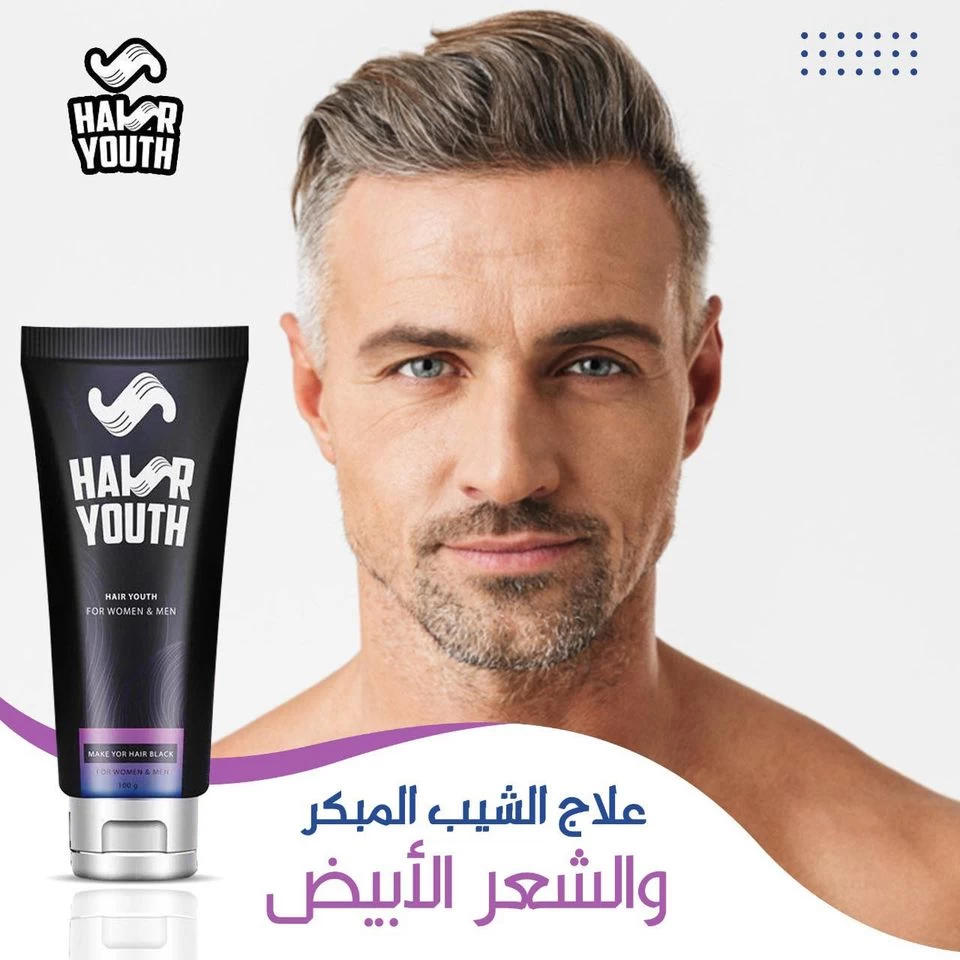 HAIR
YOUTH
HAIR
YOUTH
HAIR YOUTH
FOR WOMEN & MEN
MAKE YOR HAIR BLACK
FOR WOMEN & MEN
100 g
علاج الشيب المبكر
والشعر الأبيض